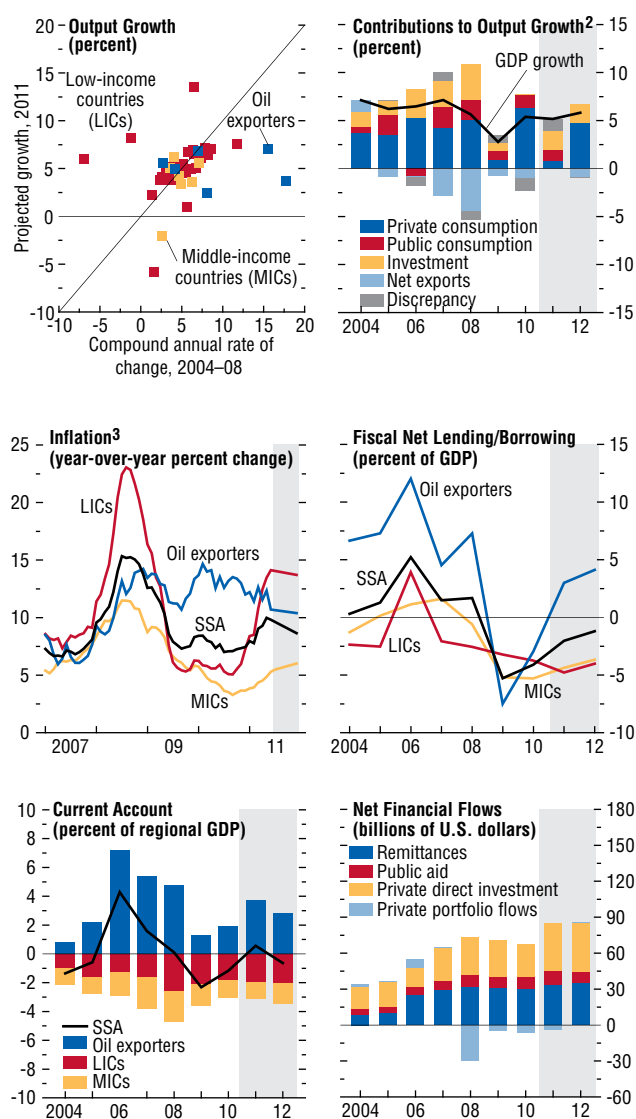 Output Growth
(percent)
20
15
10
5
0
-5
-10
Low-income
countries
(LICs)
Oil
exporters
Middle-income
countries (MICs)
Projected growth, 2011
-10 -5 0 5 10 15 20
Compound annual rate of
change, 2004–08
Contributions to Output Growth2
(percent)
GDP growth
15
10
5
0
-5
-10
-15
Private consumption
Public consumption
Investment
Net exports
Discrepancy
2004 06 08 10 12
Inflation3
(year-over-year percent change)
25
20
15
10
5
0
LICs
Oil exporters
SSA
MICs
2007 09 11
Fiscal Net Lending/Borrowing
(percent of GDP)
15
10
5
0
-5
-10
Oil exporters
SSA
LICs
MICs
2004 06 08 10 12
Current Account
(percent of regional GDP)
10
8
6
4
2
0
-2
-4
-6
-8
-10
SSA
Oil exporters
LICs
MICs
2004 06 08 10 12
Net Financial Flows
(billions of U.S. dollars)
180
150
120
90
60
30
0
-30
-60
Remittances
Public aid
Private direct investment
Private portfolio flows
2004 06 08 10 12